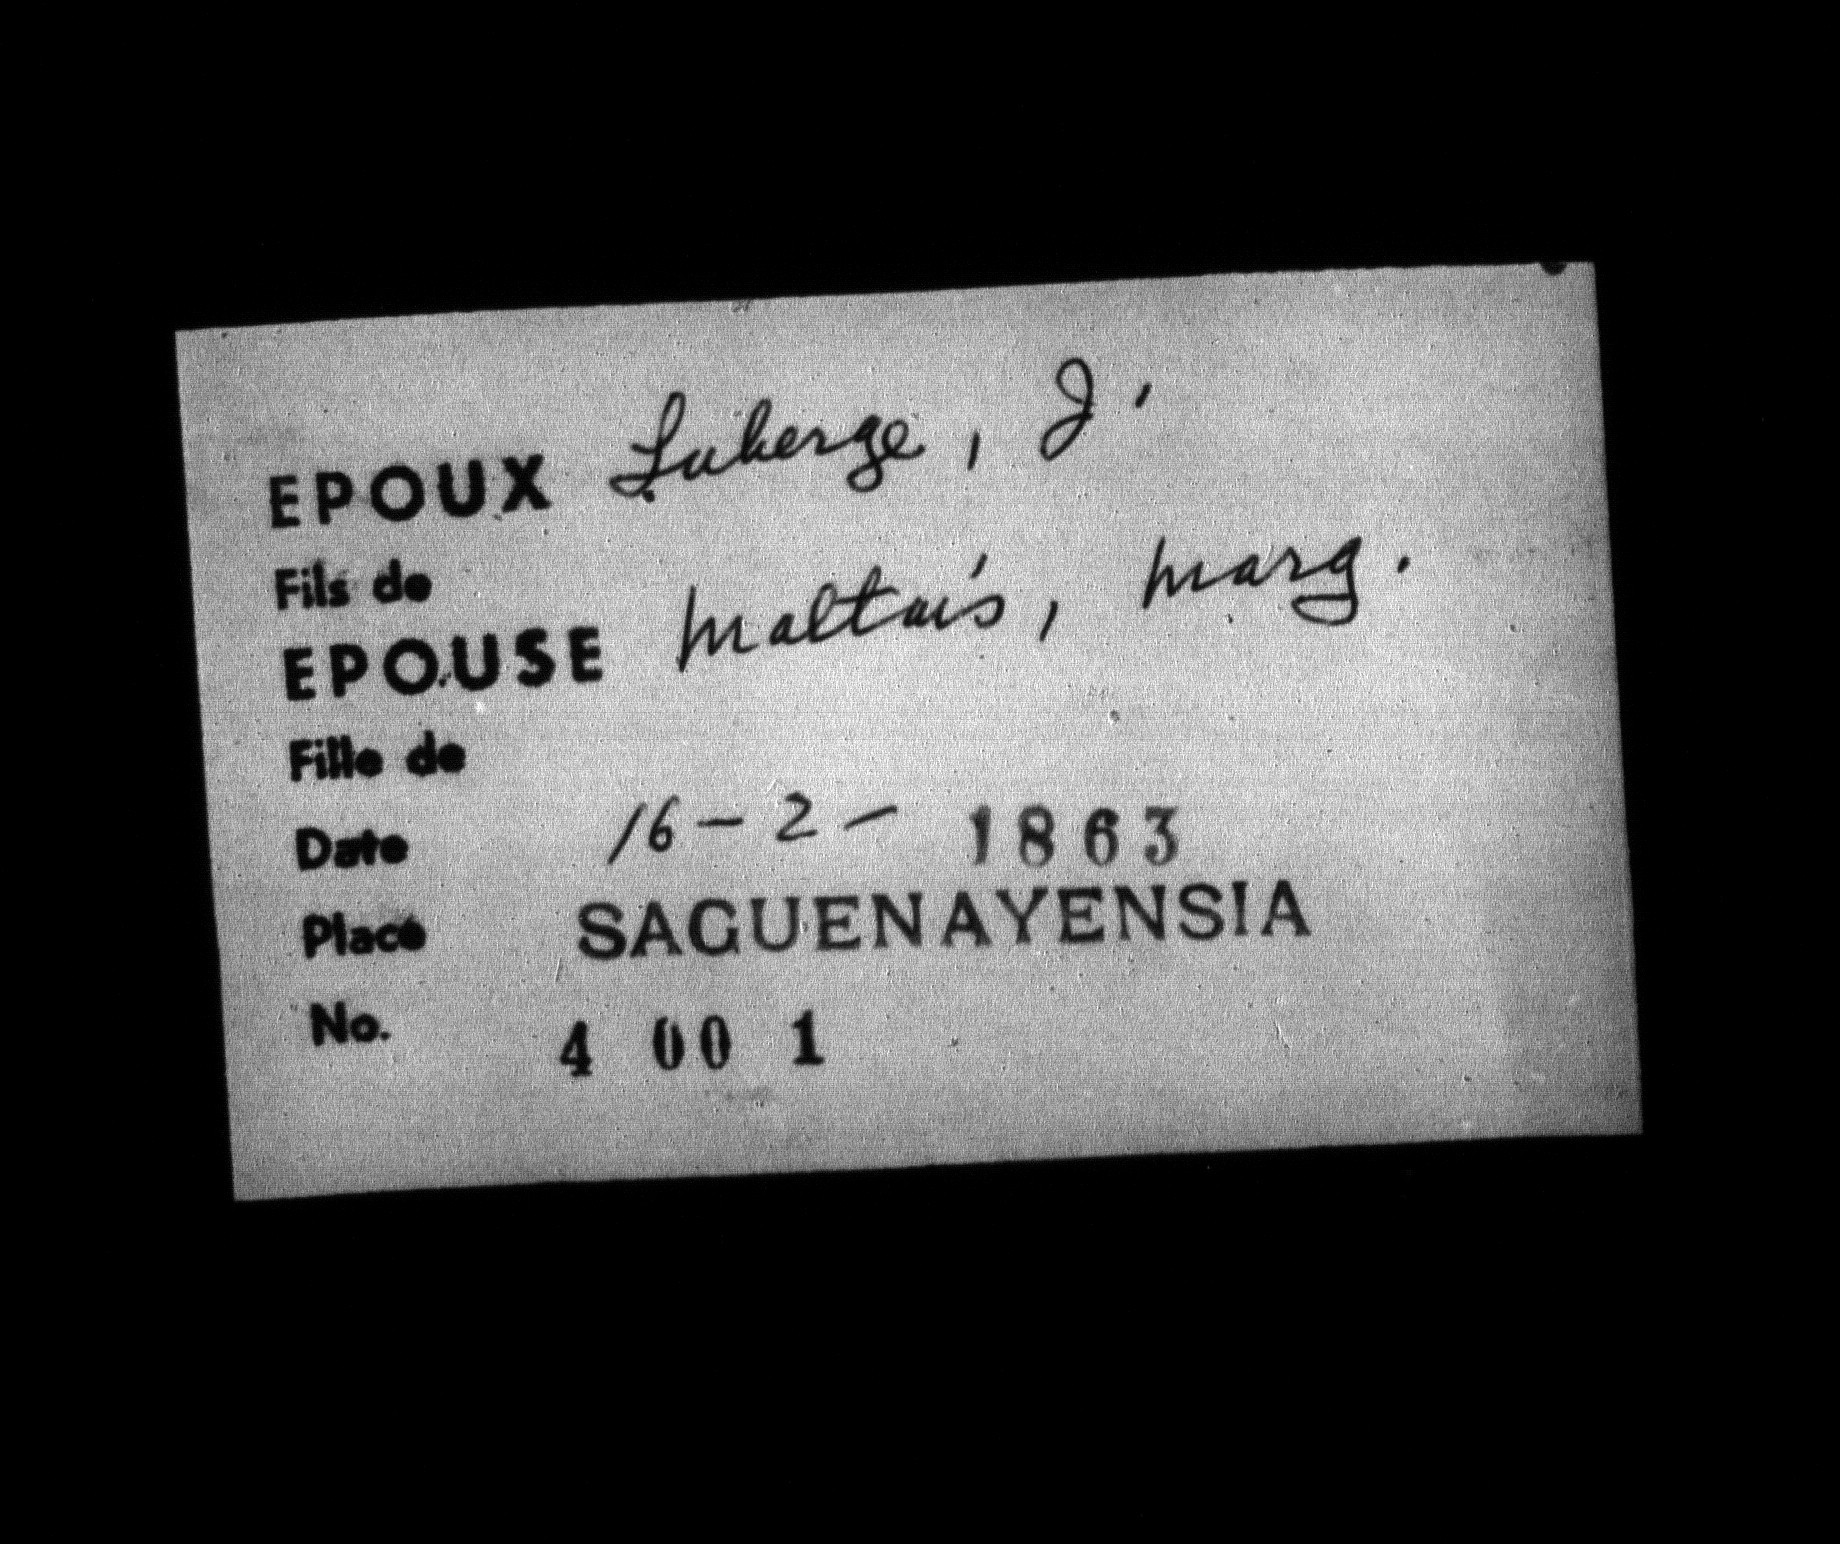 EPOUX Laberge, J.
Fils de
EPOUSE Maltais, Marg.
Fille de
Date 16-2-1863
Place SAGUENAYENSIA
No. 4 00 1